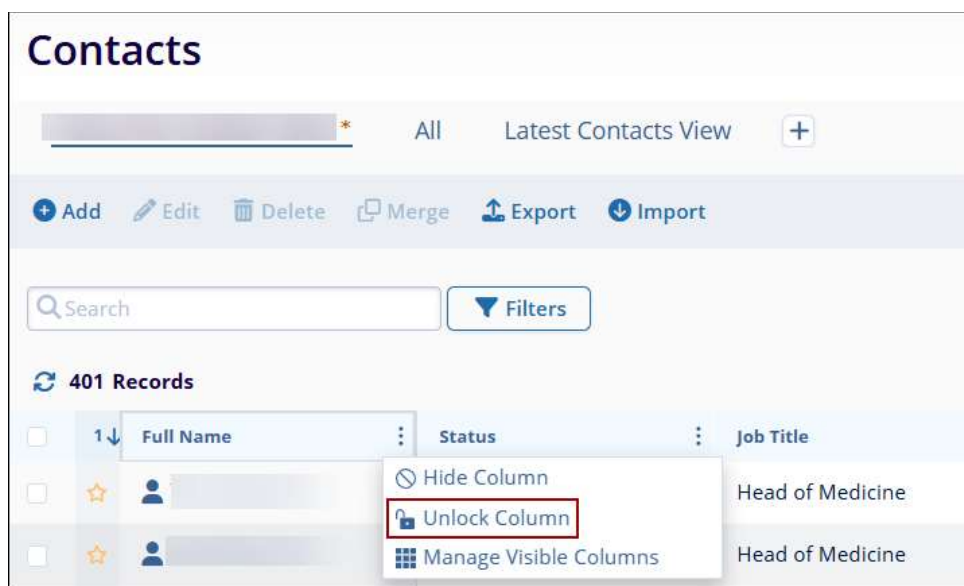 Contacts
* All Latest Contacts View
Add Edit Delete Merge Export Import
Search Filters
401 Records
1 Full Name Status Job Title
Hide Column
Head of Medicine
Unlock Column
Manage Visible Columns
Head of Medicine